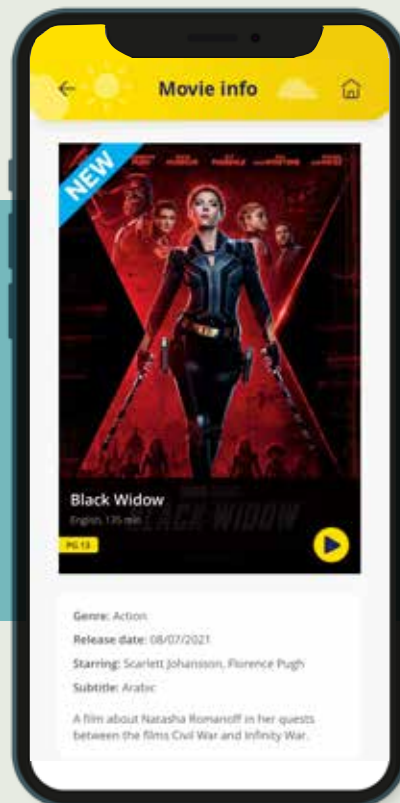 Movie info
NEW
Black Widow
English, 135 min
BLACK WIDOW
PG 13
Genre: Action
Release date: 08/07/2021
Starring: Scarlett Johansson, Florence Pugh
Subtitle: Arabic
A film about Natasha Romanoff in her quests
between the films Civil War and Infinity War.